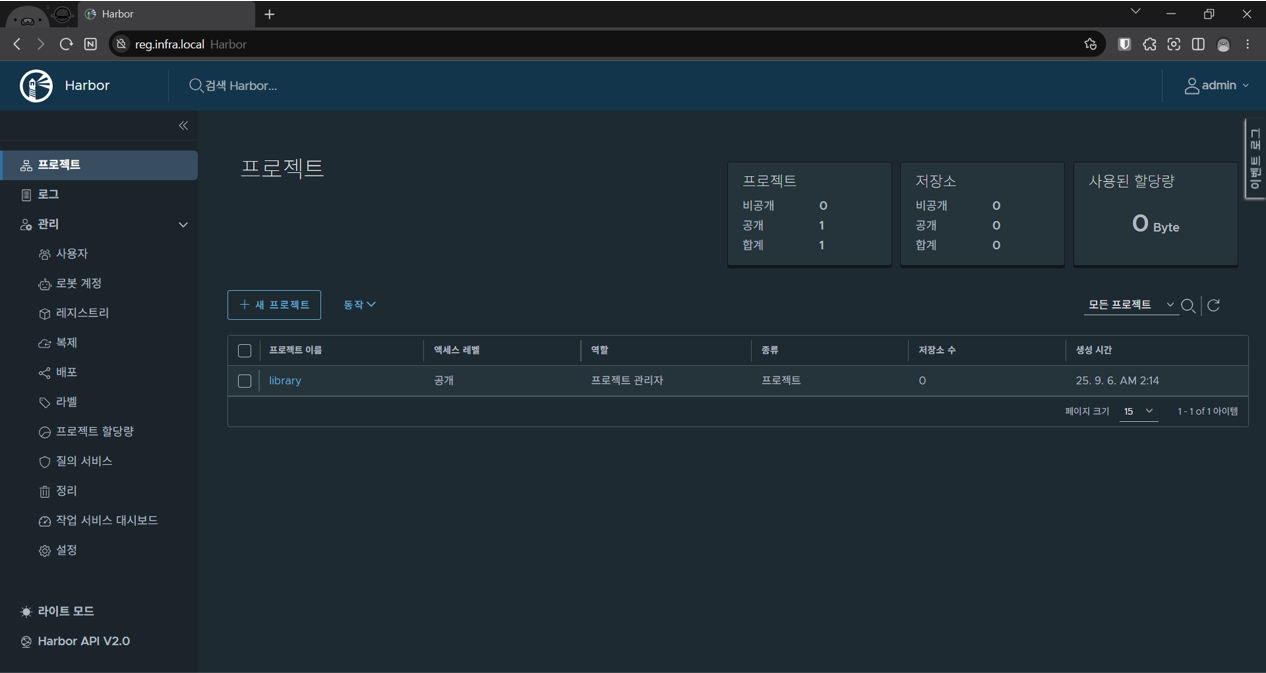 Harbor
reg.infra.local Harbor
Harbor
검색 Harbor...
admin
이벤트 로그
프로젝트
로그
관리
사용자
로봇 계정
레지스트리
복제
배포
라벨
프로젝트 할당량
질의 서비스
정리
작업 서비스 대시보드
설정
라이트 모드
Harbor API V2.0
프로젝트
프로젝트
비공개 0
공개 1
합계 1
저장소
비공개 0
공개 0
합계 0
사용된 할당량
0 Byte
+ 새 프로젝트 동작 모든 프로젝트
프로젝트 이름 엑세스 레벨 역할 종류 저장소 수 생성 시간
library 공개 프로젝트 관리자 프로젝트 0 25. 9. 6. AM 2:14
페이지 크기 15 1 - 1 of 1 아이템